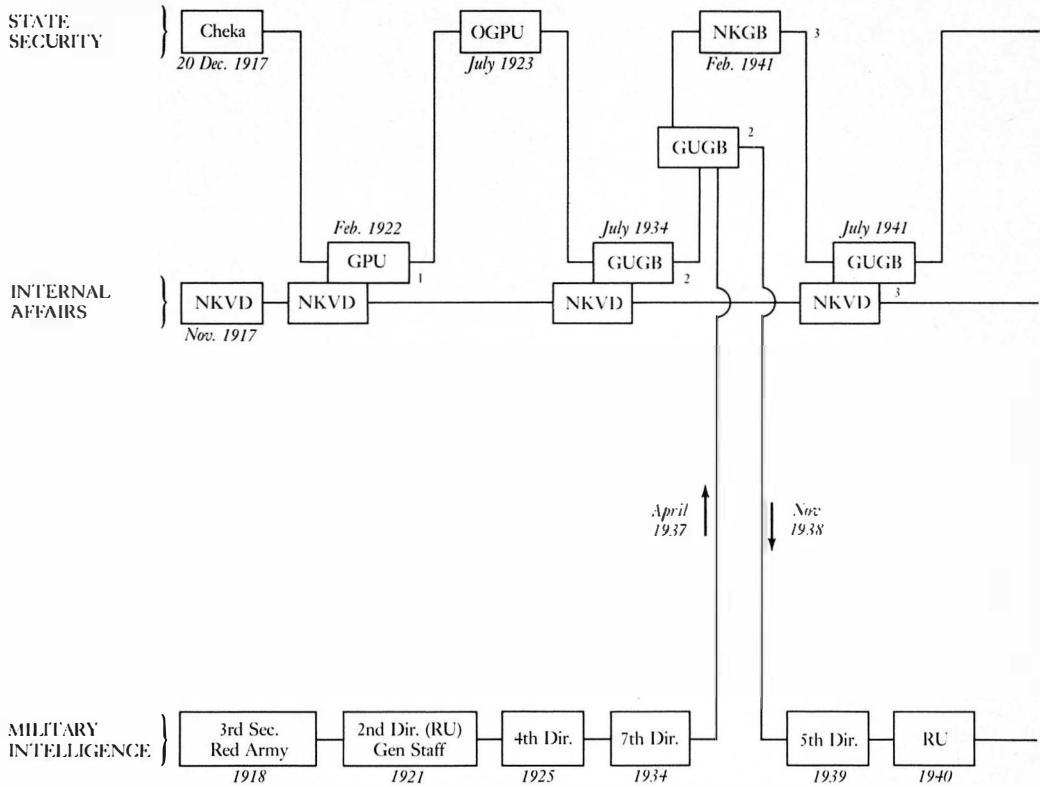 STATE
SECURITY
Cheka
20 Dec. 1917
OGPU
July 1923
NKGB
3
Feb. 1941
GUGB
2
Feb. 1922
GPU
1
July 1934
GUGB
2
July 1941
GUGB
3
INTERNAL
AFFAIRS
NKVD
NKVD
NKVD
NKVD
Nov. 1917
April
1937
Nov
1938
MILITARY
INTELLIGENCE
3rd Sec.
Red Army
1918
2nd Dir. (RU)
Gen Staff
1921
4th Dir.
1925
7th Dir.
1934
5th Dir.
1939
RU
1940